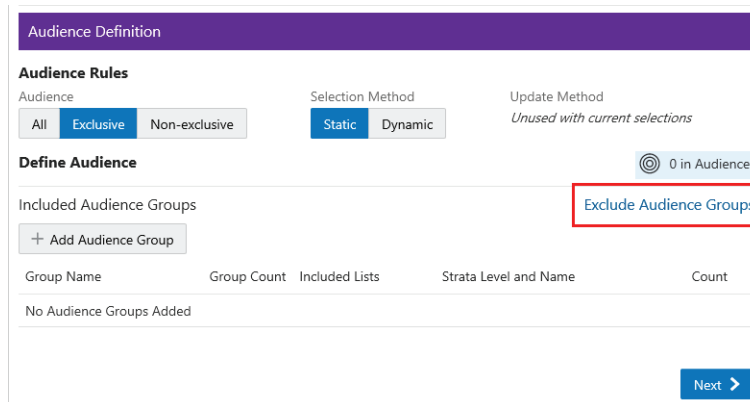 Audience Definition
Audience Rules
Audience Selection Method Update Method
All Exclusive Non-exclusive Static Dynamic Unused with current selections
Define Audience 0 in Audience
Included Audience Groups Exclude Audience Groups
+ Add Audience Group
Group Name Group Count Included Lists Strata Level and Name Count
No Audience Groups Added
Next